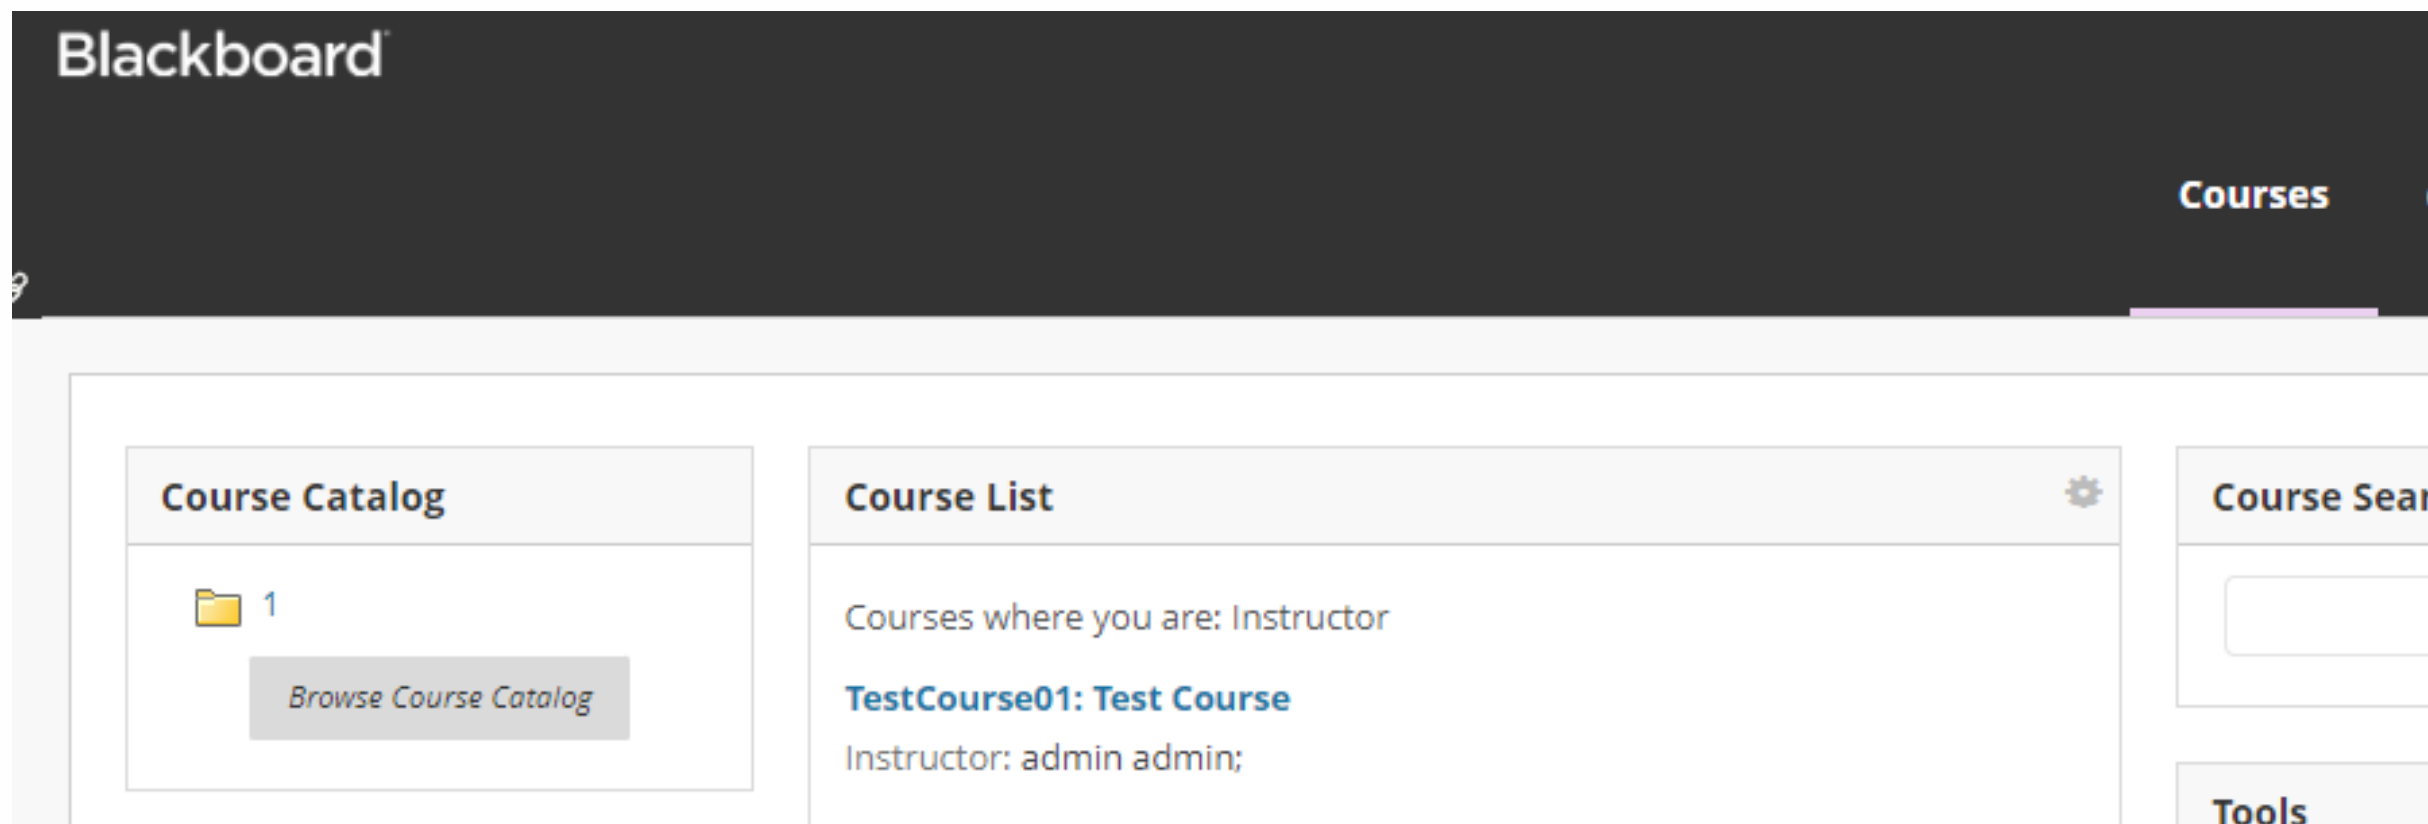 Blackboard
Courses
Course Catalog
1
Browse Course Catalog
Course List
Courses where you are: Instructor
TestCourse01: Test Course
Instructor: admin admin;
Course
Tools